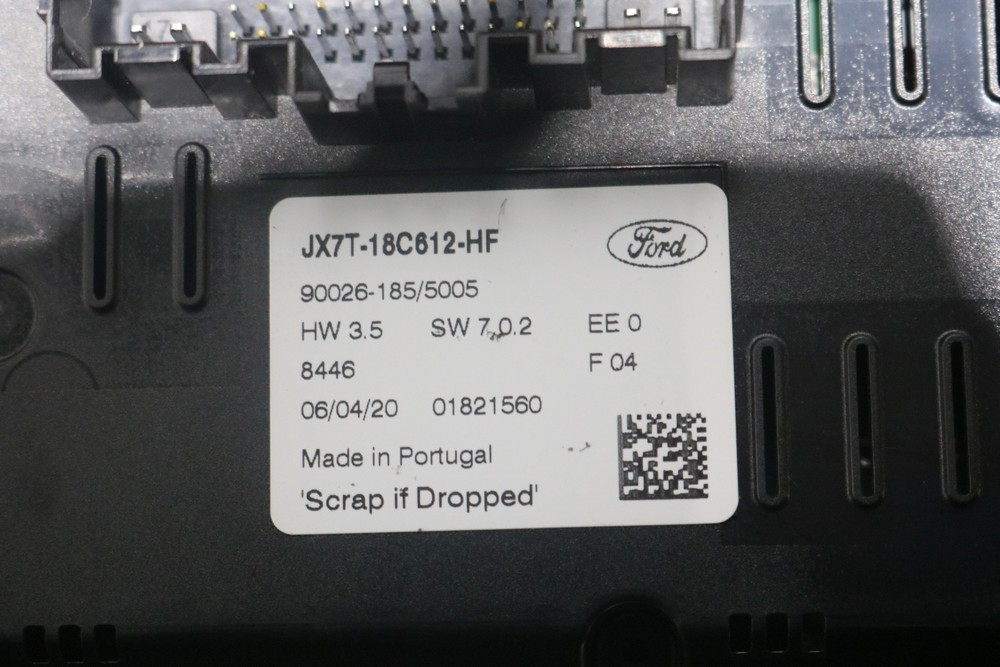 JX7T-18C612-HF
Ford
90026-185/5005
HW 3.5 SW 7.0.2 EE 0
8446 F 04
06/04/20 01821560
Made in Portugal
'Scrap if Dropped'